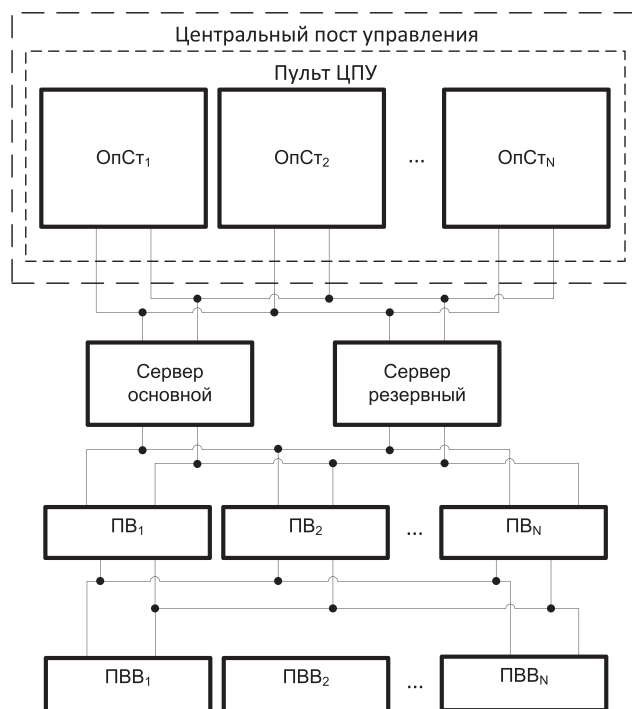 Центральный пост управления
Пульт ЦПУ
ОпСт₁
ОпСт₂
...
ОпСтN
Сервер
основной
Сервер
резервный
ПВ₁
ПВ₂
...
ПВN
ПВВ₁
ПВВ₂
...
ПВВN